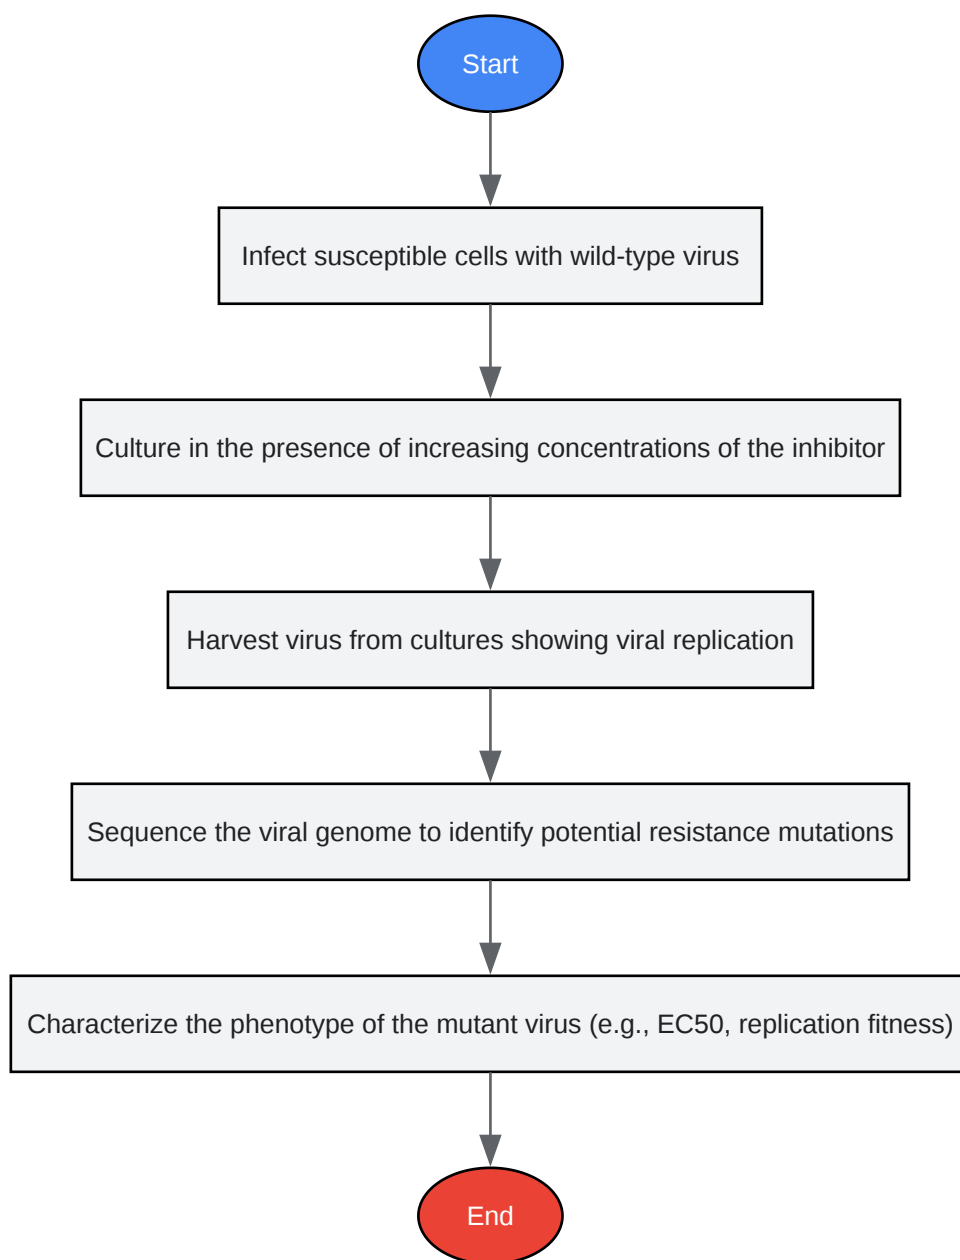 Start
Infect susceptible cells with wild-type virus
Culture in the presence of increasing concentrations of the inhibitor
Harvest virus from cultures showing viral replication
Sequence the viral genome to identify potential resistance mutations
Characterize the phenotype of the mutant virus (e.g., EC50, replication fitness)
End